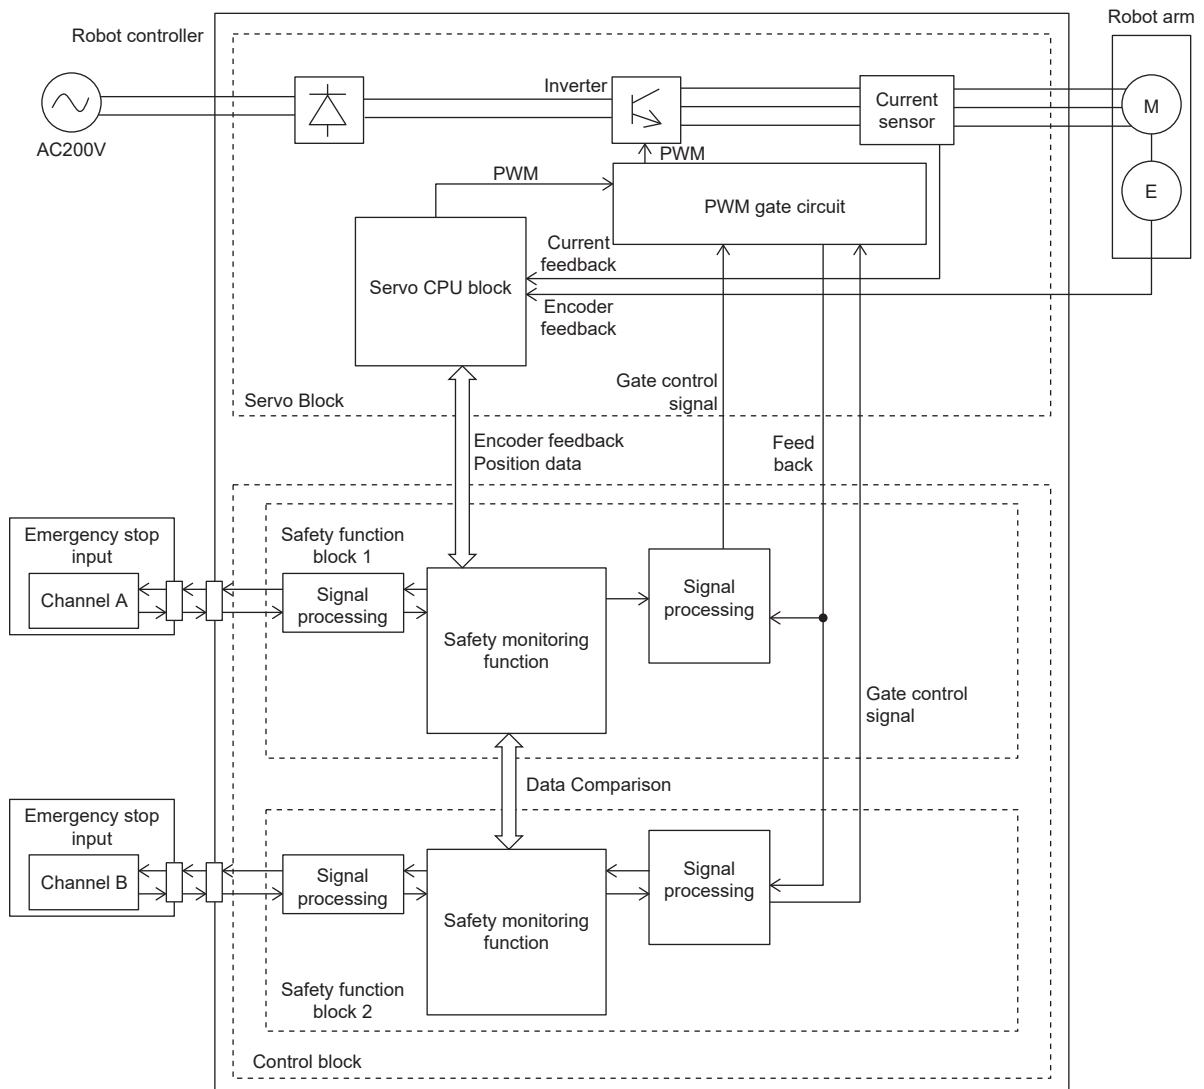 Robot arm
Robot controller
Inverter
Current
sensor
M
AC200V
PWM
PWM
E
PWM gate circuit
Current
feedback
Servo CPU block
Encoder
feedback
Gate control
signal
Servo Block
Encoder feedback
Position data
Feed
back
Emergency stop
input
Channel A
Safety function
block 1
Signal
processing
Safety monitoring
function
Signal
processing
Gate control
signal
Data Comparison
Emergency stop
input
Channel B
Signal
processing
Safety monitoring
function
Signal
processing
Safety function
block 2
Control block